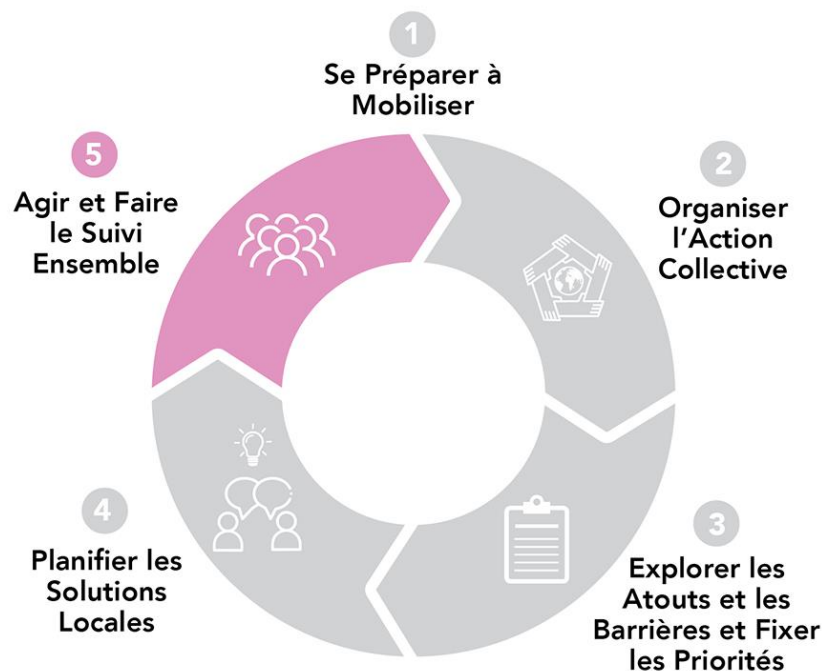 1
Se Préparer à
Mobiliser
2
Organiser
l'Action
Collective
3
Explorer les
Atouts et les
Barrières et Fixer
les Priorités
4
Planifier les
Solutions
Locales
5
Agir et Faire
le Suivi
Ensemble